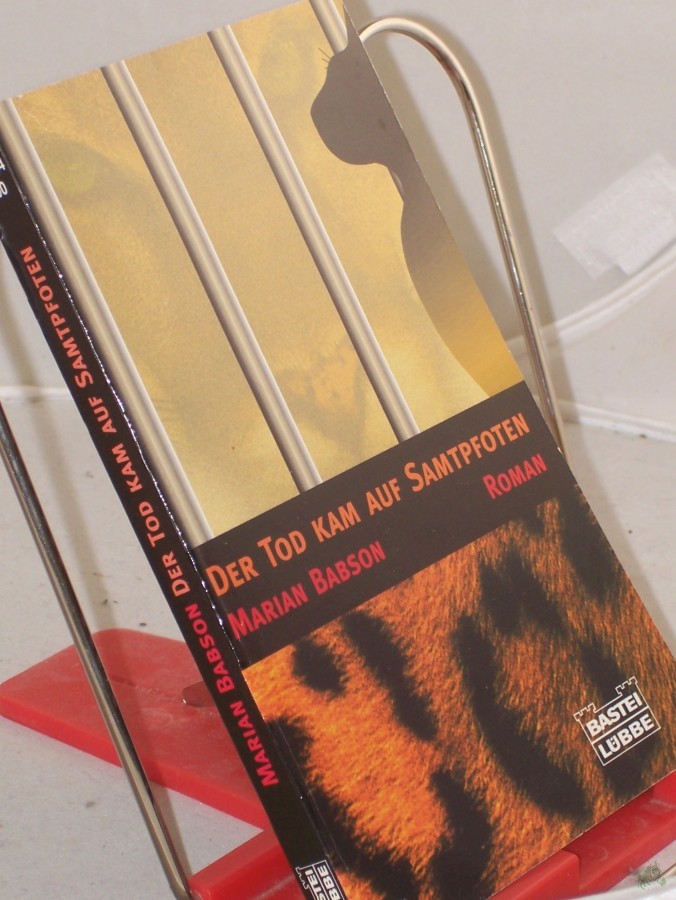 DER TOD KAM AUF SAMTPFOTEN
ROMAN
MARIAN BABSON
BASTEI
LÜBBE
MARIAN BABSON DER TOD KAM AUF SAMTPFOTEN